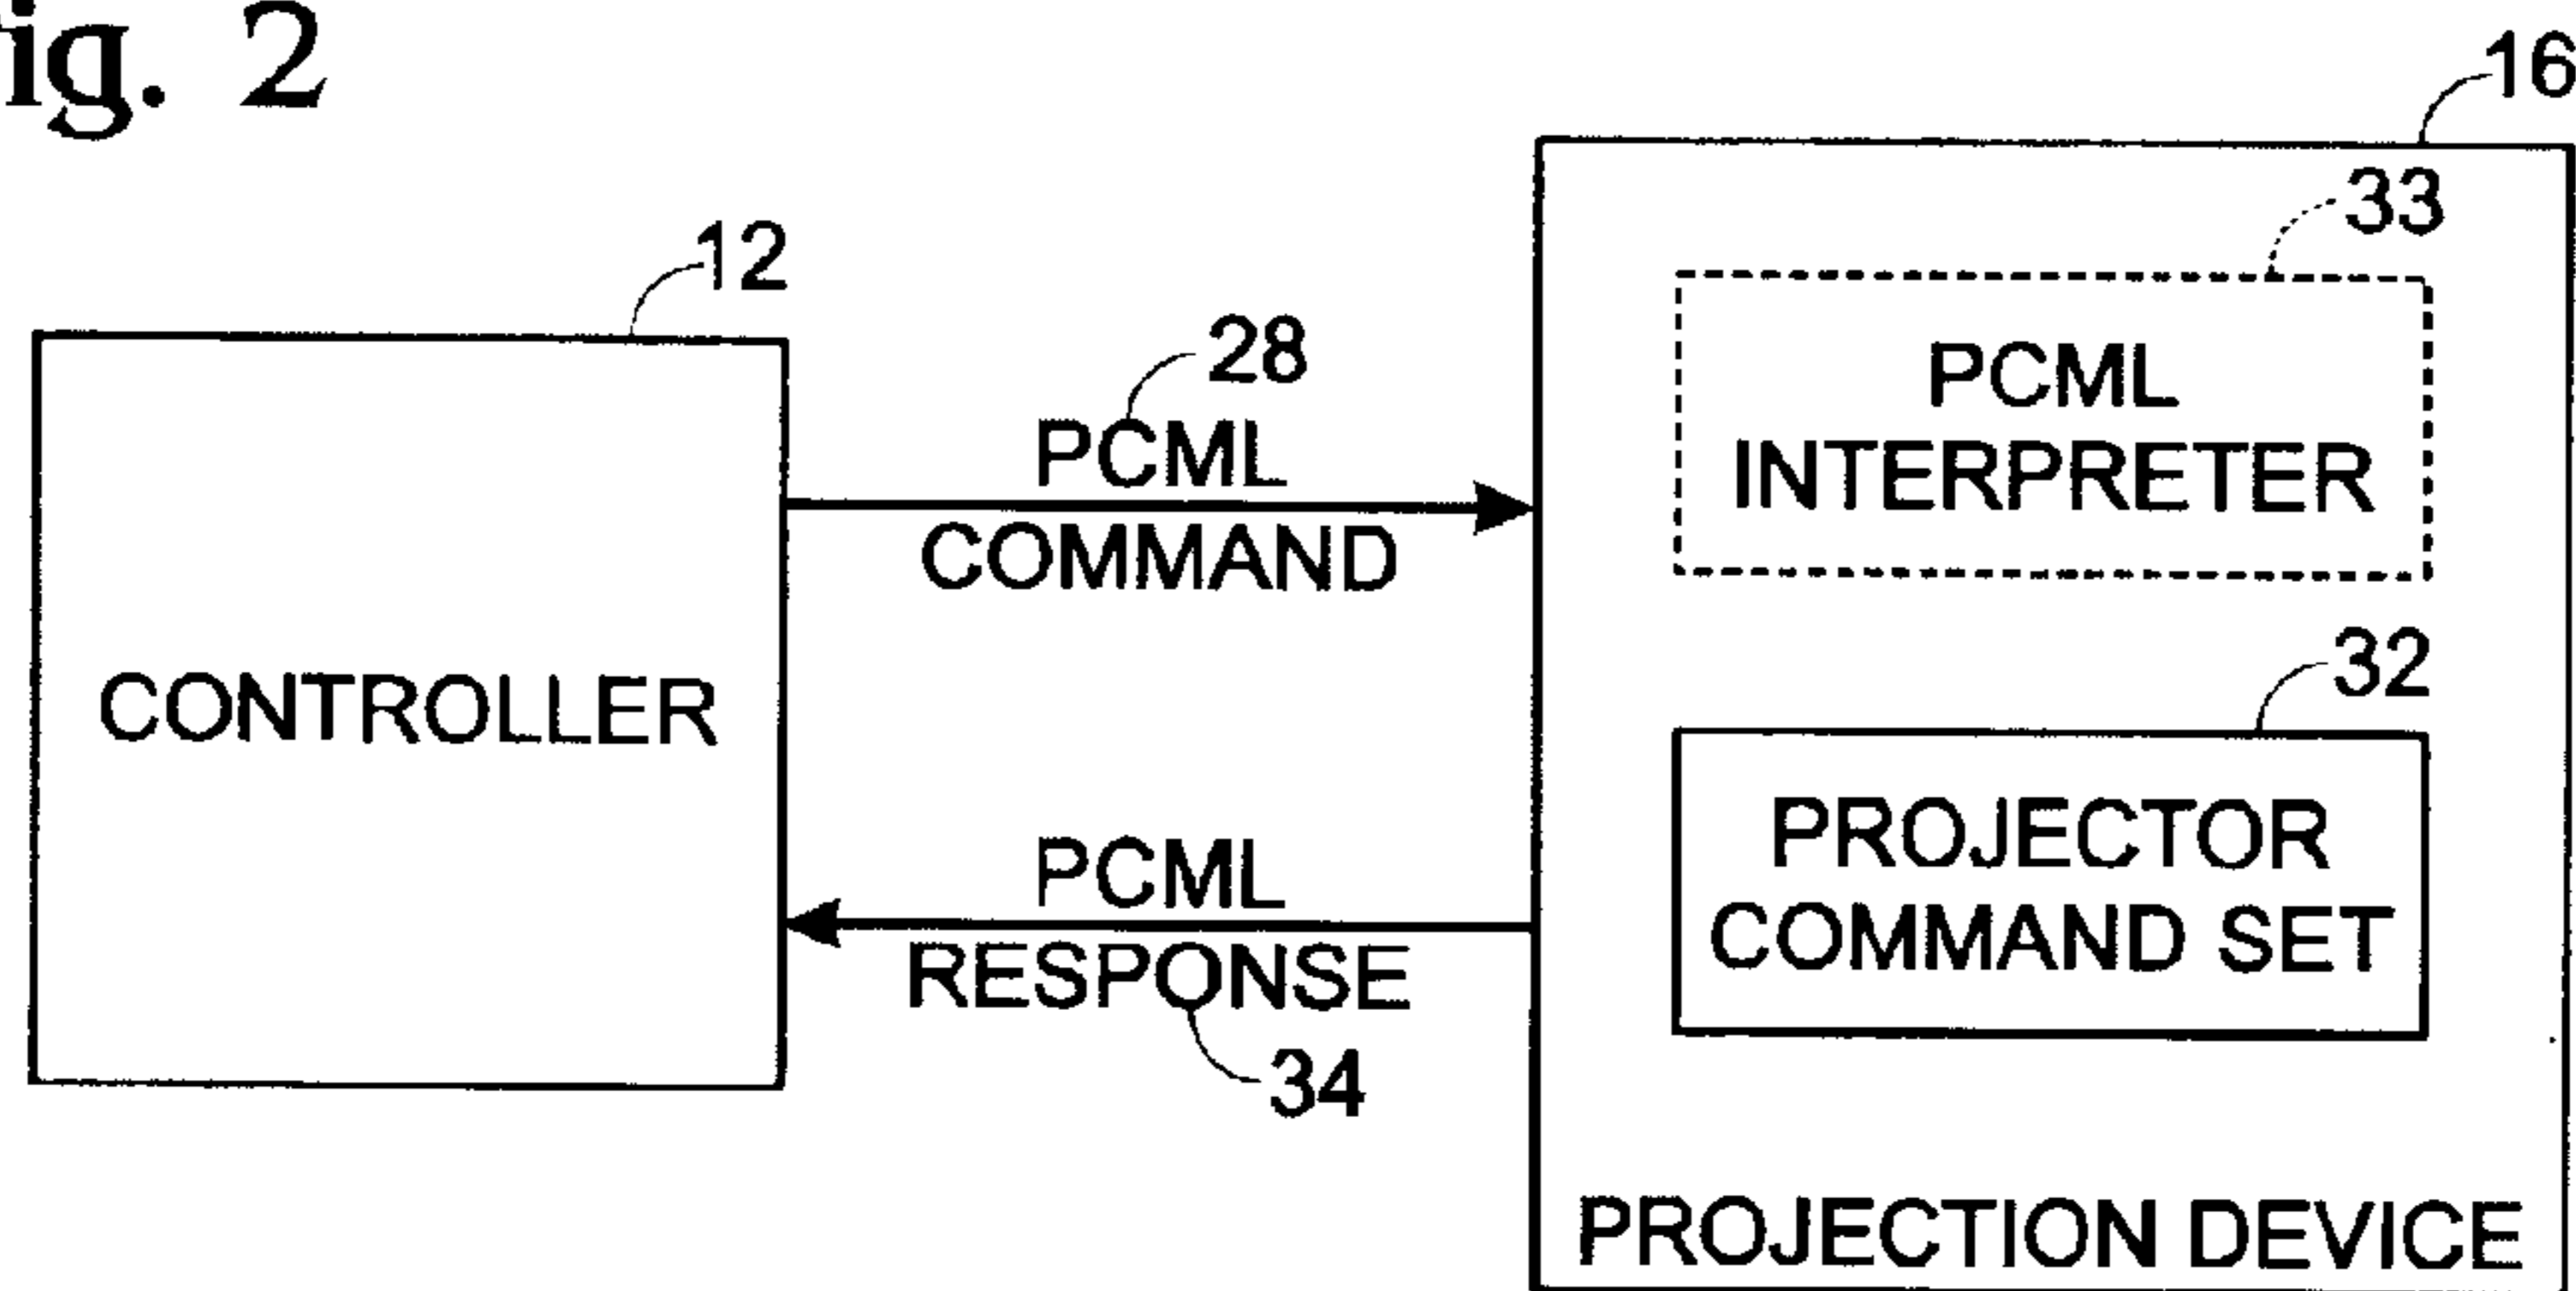 ig. 2
16
33
12
28
PCML
INTERPRETER
PCML
COMMAND
32
CONTROLLER
PROJECTOR
COMMAND SET
PCML
RESPONSE
34
PROJECTION DEVICE